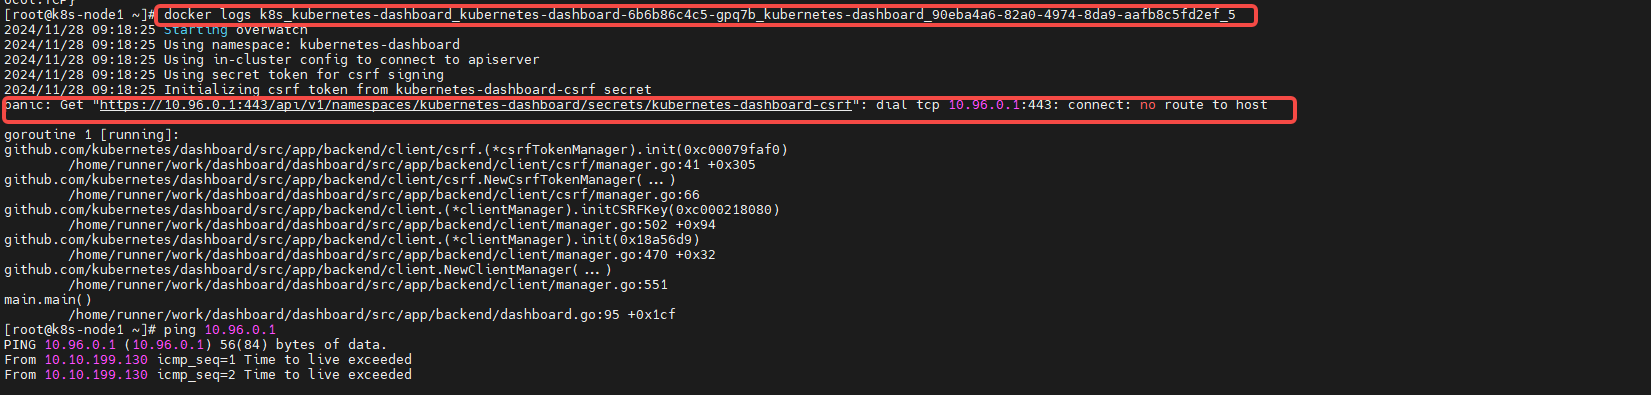 ocol:TCP}
[root@k8s-node1 ~]# docker logs k8s_kubernetes-dashboard_kubernetes-dashboard-6b6b86c4c5-gpq7b_kubernetes-dashboard_90eba4a6-82a0-4974-8da9-aafb8c5fd2ef_5
2024/11/28 09:18:25 Starting overwatch
2024/11/28 09:18:25 Using namespace: kubernetes-dashboard
2024/11/28 09:18:25 Using in-cluster config to connect to apiserver
2024/11/28 09:18:25 Using secret token for csrf signing
2024/11/28 09:18:25 Initializing csrf token from kubernetes-dashboard-csrf secret
panic: Get "https://10.96.0.1:443/api/v1/namespaces/kubernetes-dashboard/secrets/kubernetes-dashboard-csrf": dial tcp 10.96.0.1:443: connect: no route to host
goroutine 1 [running]:
github.com/kubernetes/dashboard/src/app/backend/client/csrf.(*csrfTokenManager).init(0xc00079faf0)
/home/runner/work/dashboard/dashboard/src/app/backend/client/csrf/manager.go:41 +0x305
github.com/kubernetes/dashboard/src/app/backend/client/csrf.NewCsrfTokenManager(...)
/home/runner/work/dashboard/dashboard/src/app/backend/client/csrf/manager.go:66
github.com/kubernetes/dashboard/src/app/backend/client.(*clientManager).initCSRFKey(0xc000218080)
/home/runner/work/dashboard/dashboard/src/app/backend/client/manager.go:502 +0x94
github.com/kubernetes/dashboard/src/app/backend/client.(*clientManager).init(0x18a56d9)
/home/runner/work/dashboard/dashboard/src/app/backend/client/manager.go:470 +0x32
github.com/kubernetes/dashboard/src/app/backend/client.NewClientManager(...)
/home/runner/work/dashboard/dashboard/src/app/backend/client/manager.go:551
main.main()
/home/runner/work/dashboard/dashboard/src/app/backend/dashboard.go:95 +0x1cf
[root@k8s-node1 ~]# ping 10.96.0.1
PING 10.96.0.1 (10.96.0.1) 56(84) bytes of data.
From 10.10.199.130 icmp_seq=1 Time to live exceeded
From 10.10.199.130 icmp_seq=2 Time to live exceeded